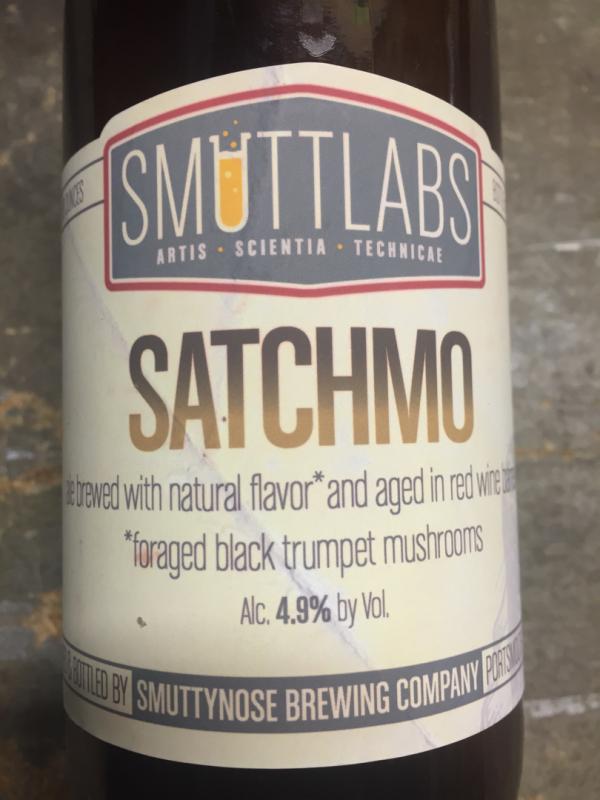 SMUTTLABS
ARTIS · SCIENTIA · TECHNICAE
SATCHMO
ale brewed with natural flavor* and aged in red wine
*foraged black trumpet mushrooms
Alc. 4.9% by Vol.
& BOTTLED BY SMUTTYNOSE BREWING COMPANY